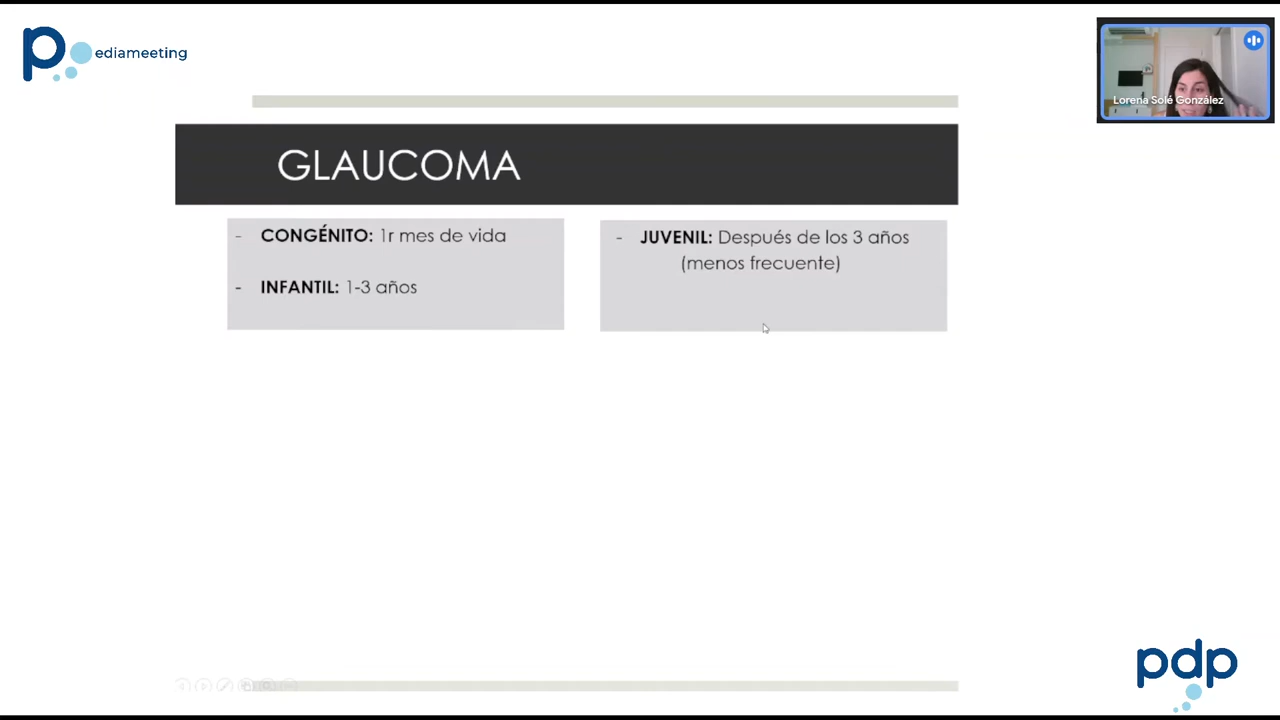 pediameeting
Lorena Solé González
GLAUCOMA
- CONGÉNITO: 1r mes de vida
- INFANTIL: 1-3 años
- JUVENIL: Después de los 3 años
(menos frecuente)
pdp